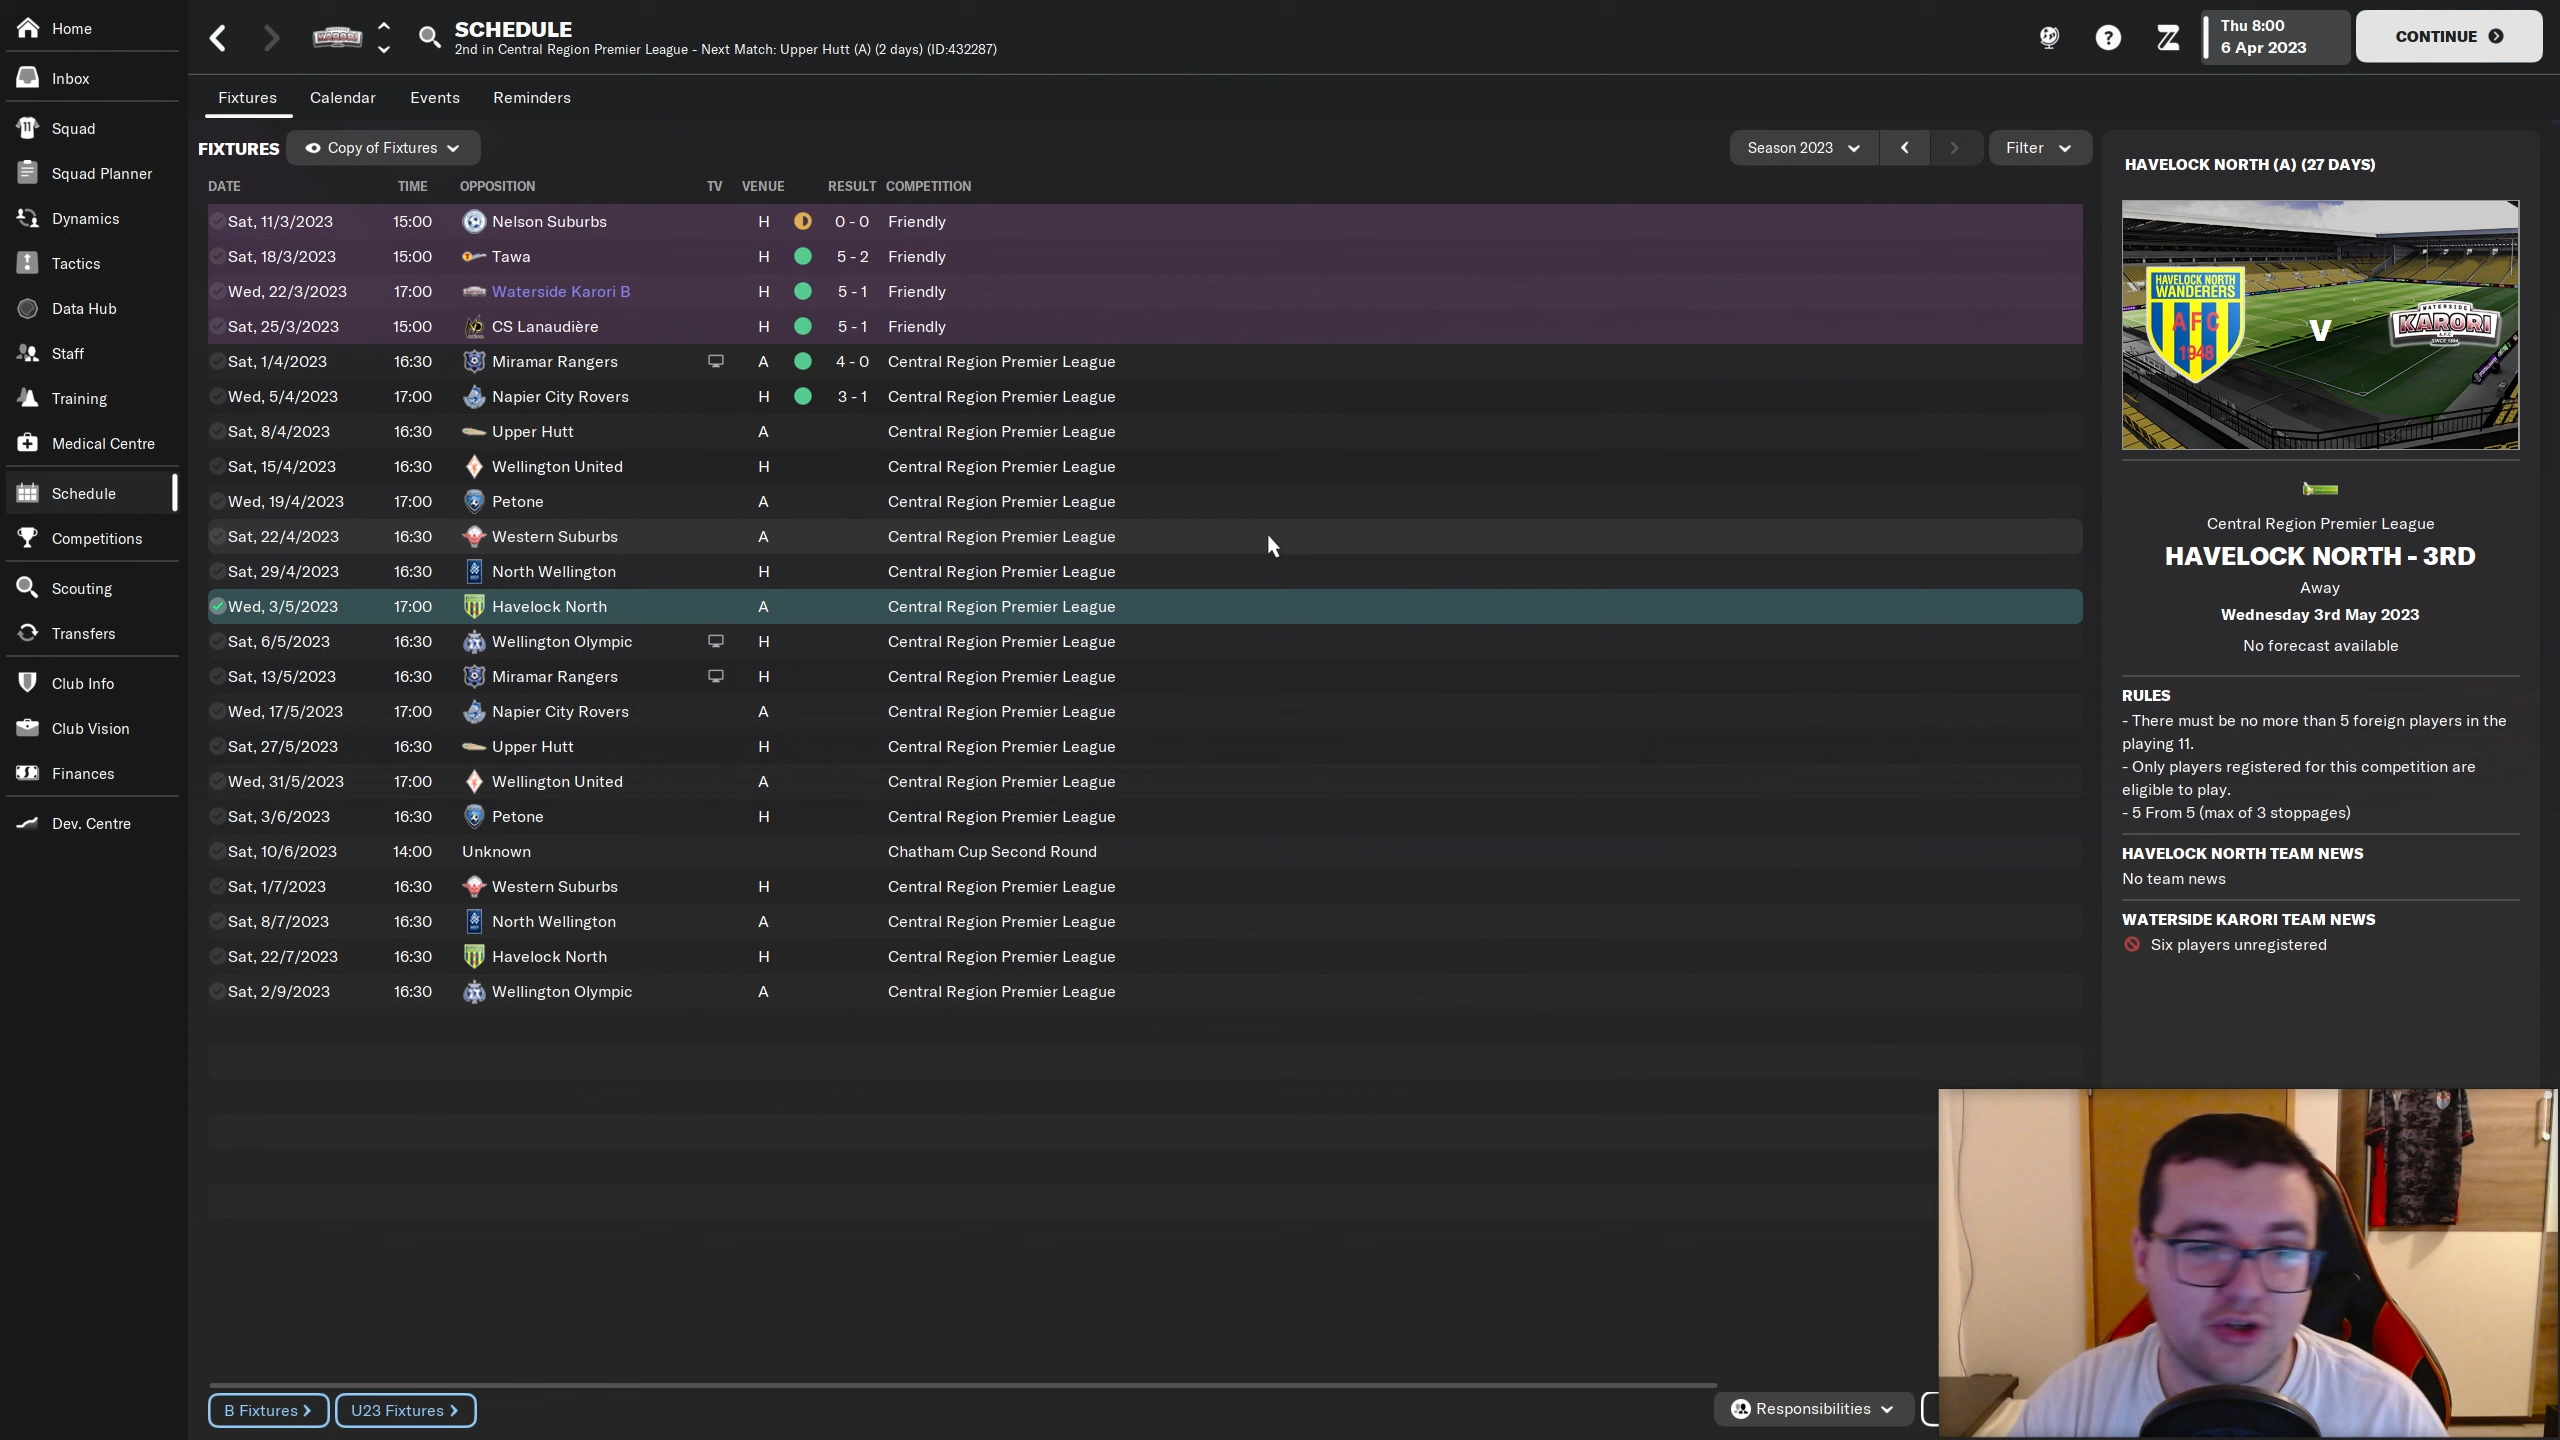 Home
Inbox
Squad
Squad Planner
Dynamics
Tactics
Data Hub
Staff
Training
Medical Centre
Schedule
Competitions
Scouting
Transfers
Club Info
Club Vision
Finances
Dev. Centre
SCHEDULE
2nd in Central Region Premier League - Next Match: Upper Hutt (A) (2 days) (ID:432287)
Thu 8:00
6 Apr 2023
CONTINUE
Fixtures Calendar Events Reminders
FIXTURES Copy of Fixtures Season 2023 Filter
DATE TIME OPPOSITION TV VENUE RESULT COMPETITION
Sat, 11/3/2023 15:00 Nelson Suburbs H 0 - 0 Friendly
Sat, 18/3/2023 15:00 Tawa H 5 - 2 Friendly
Wed, 22/3/2023 17:00 Waterside Karori B H 5 - 1 Friendly
Sat, 25/3/2023 15:00 CS Lanaudière H 5 - 1 Friendly
Sat, 1/4/2023 16:30 Miramar Rangers A 4 - 0 Central Region Premier League
Wed, 5/4/2023 17:00 Napier City Rovers H 3 - 1 Central Region Premier League
Sat, 8/4/2023 16:30 Upper Hutt A Central Region Premier League
Sat, 15/4/2023 16:30 Wellington United H Central Region Premier League
Wed, 19/4/2023 17:00 Petone A Central Region Premier League
Sat, 22/4/2023 16:30 Western Suburbs A Central Region Premier League
Sat, 29/4/2023 16:30 North Wellington H Central Region Premier League
Wed, 3/5/2023 17:00 Havelock North A Central Region Premier League
Sat, 6/5/2023 16:30 Wellington Olympic H Central Region Premier League
Sat, 13/5/2023 16:30 Miramar Rangers H Central Region Premier League
Wed, 17/5/2023 17:00 Napier City Rovers A Central Region Premier League
Sat, 27/5/2023 16:30 Upper Hutt H Central Region Premier League
Wed, 31/5/2023 17:00 Wellington United A Central Region Premier League
Sat, 3/6/2023 16:30 Petone H Central Region Premier League
Sat, 10/6/2023 14:00 Unknown Chatham Cup Second Round
Sat, 1/7/2023 16:30 Western Suburbs H Central Region Premier League
Sat, 8/7/2023 16:30 North Wellington A Central Region Premier League
Sat, 22/7/2023 16:30 Havelock North H Central Region Premier League
Sat, 2/9/2023 16:30 Wellington Olympic A Central Region Premier League
B Fixtures U23 Fixtures Responsibilities
HAVELOCK NORTH (A) (27 DAYS)
HAVELOCK NORTH
WANDERERS
AFC
1948
V
WATERSIDE
KARORI
A.F.C
SINCE 1894
Central Region Premier League
HAVELOCK NORTH - 3RD
Away
Wednesday 3rd May 2023
No forecast available
RULES
- There must be no more than 5 foreign players in the
playing 11.
- Only players registered for this competition are
eligible to play.
- 5 From 5 (max of 3 stoppages)
HAVELOCK NORTH TEAM NEWS
No team news
WATERSIDE KARORI TEAM NEWS
Six players unregistered